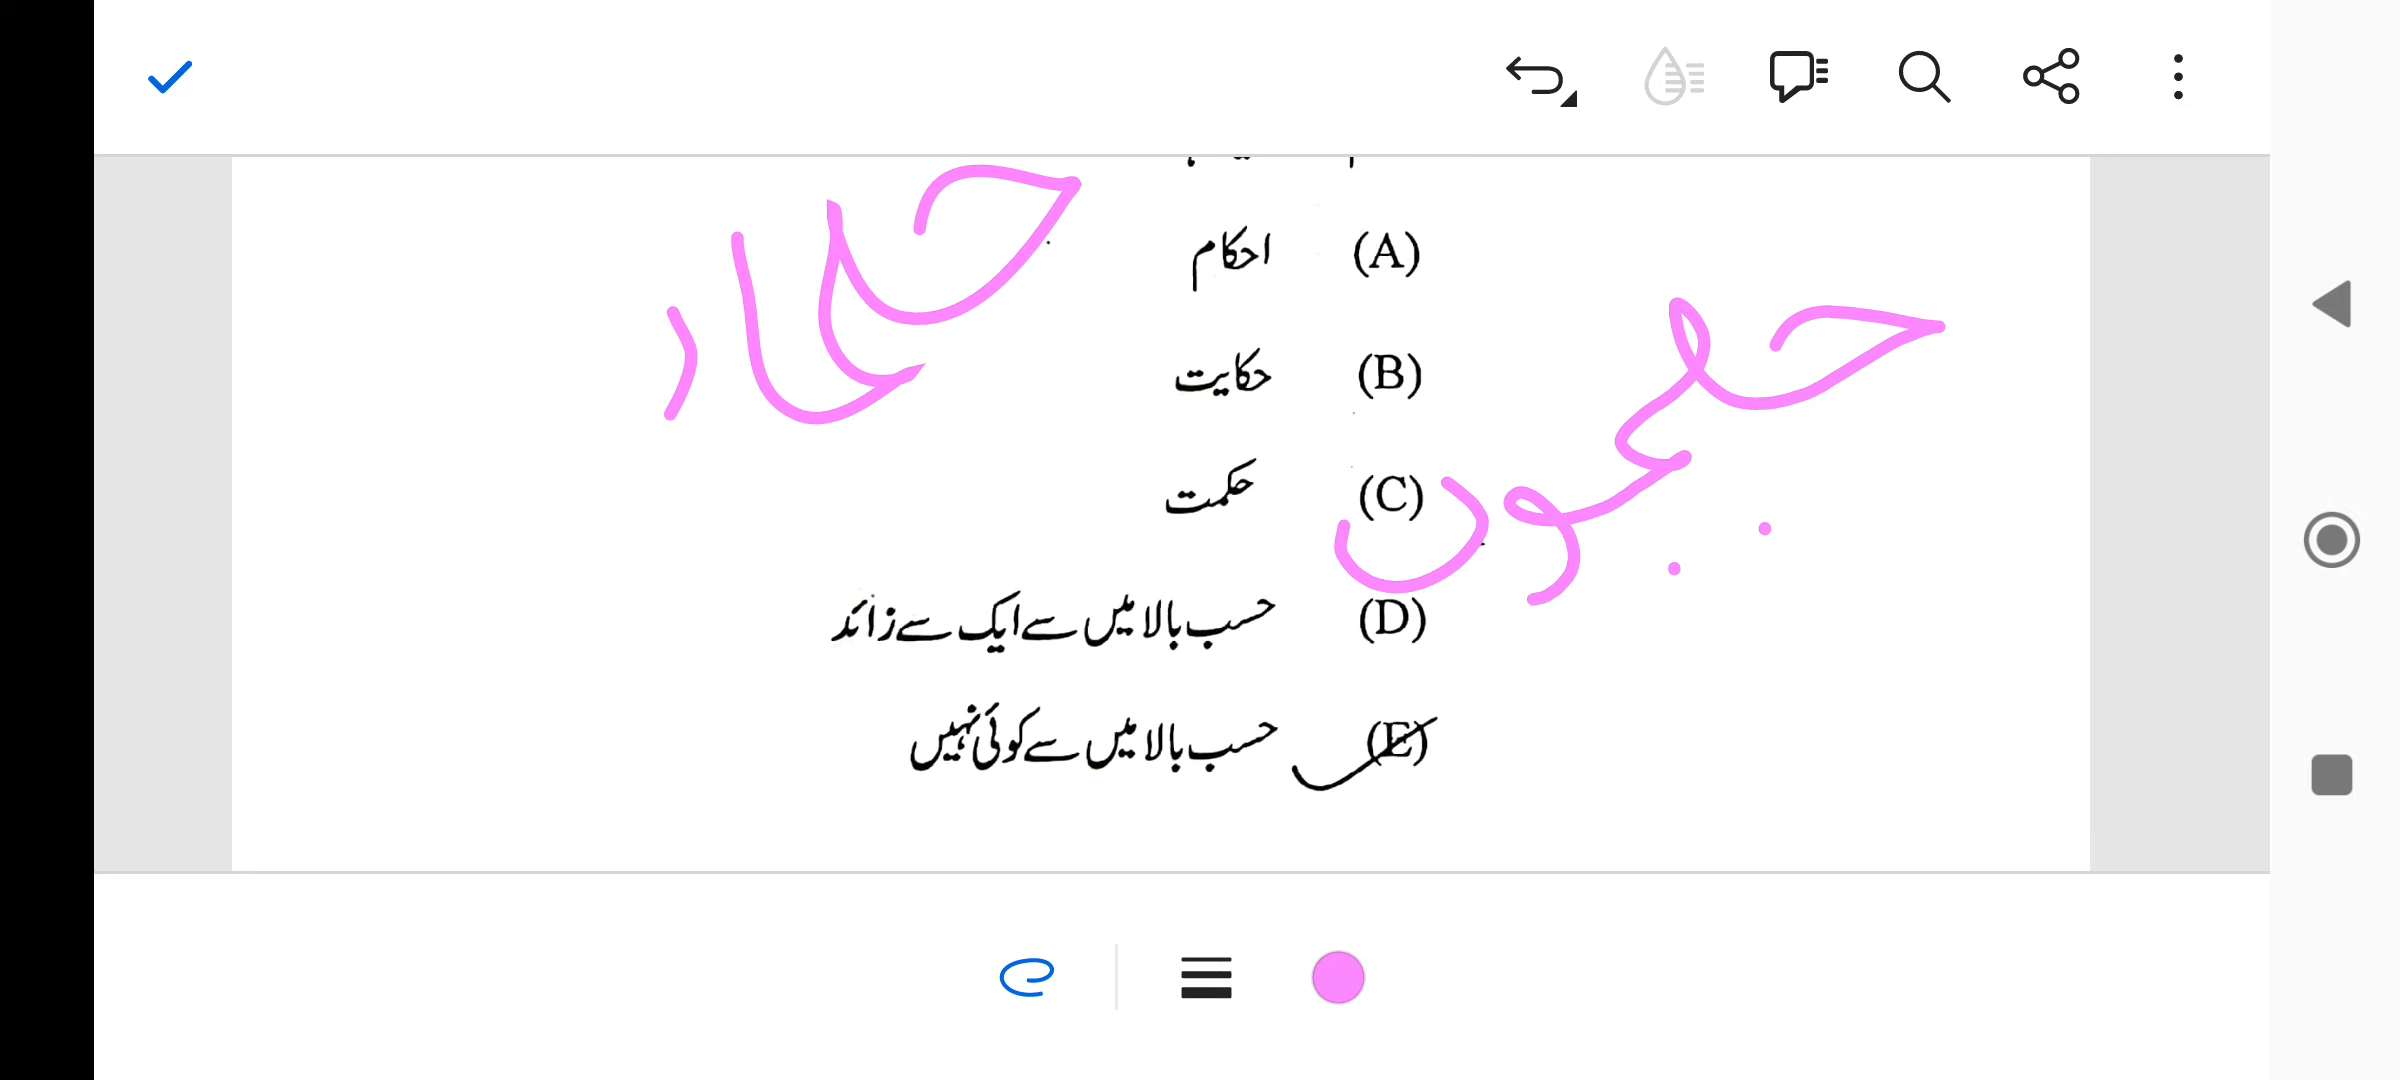 (A) احکام
(B) حکایت
(C) حکمت
(D) حسب بالا میں سے ایک سے زائد
(E) حسب بالا میں سے کوئی نہیں